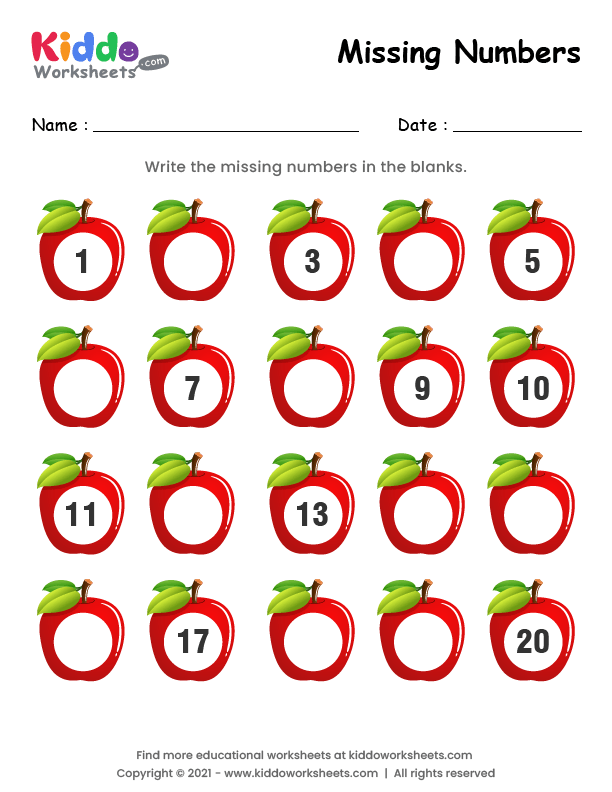 Kiddo
Worksheets.com
Missing Numbers
Name : Date :
Write the missing numbers in the blanks.
1 3 5
7 9 10
11 13
17 20
Find more educational worksheets at kiddoworksheets.com
Copyright © 2021 - www.kiddoworksheets.com | All rights reserved